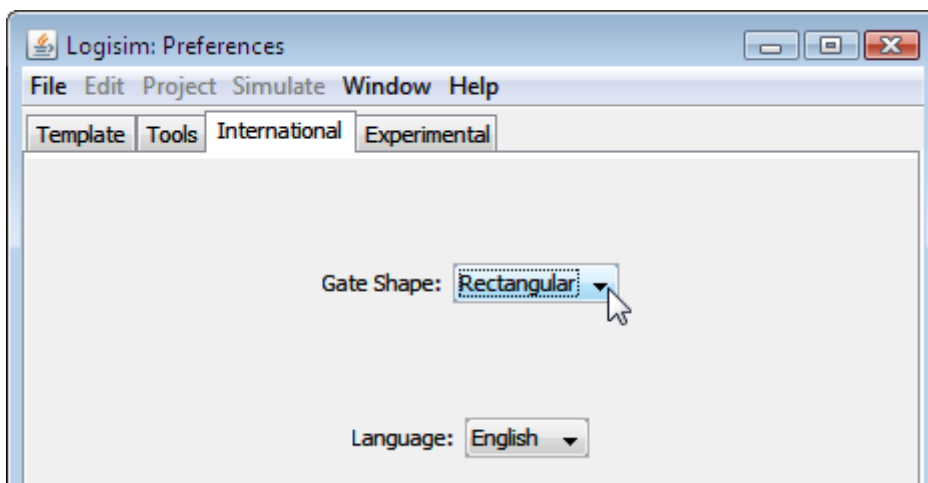 Logisim: Preferences
File Edit Project Simulate Window Help
Template Tools International Experimental
Gate Shape: Rectangular
Language: English